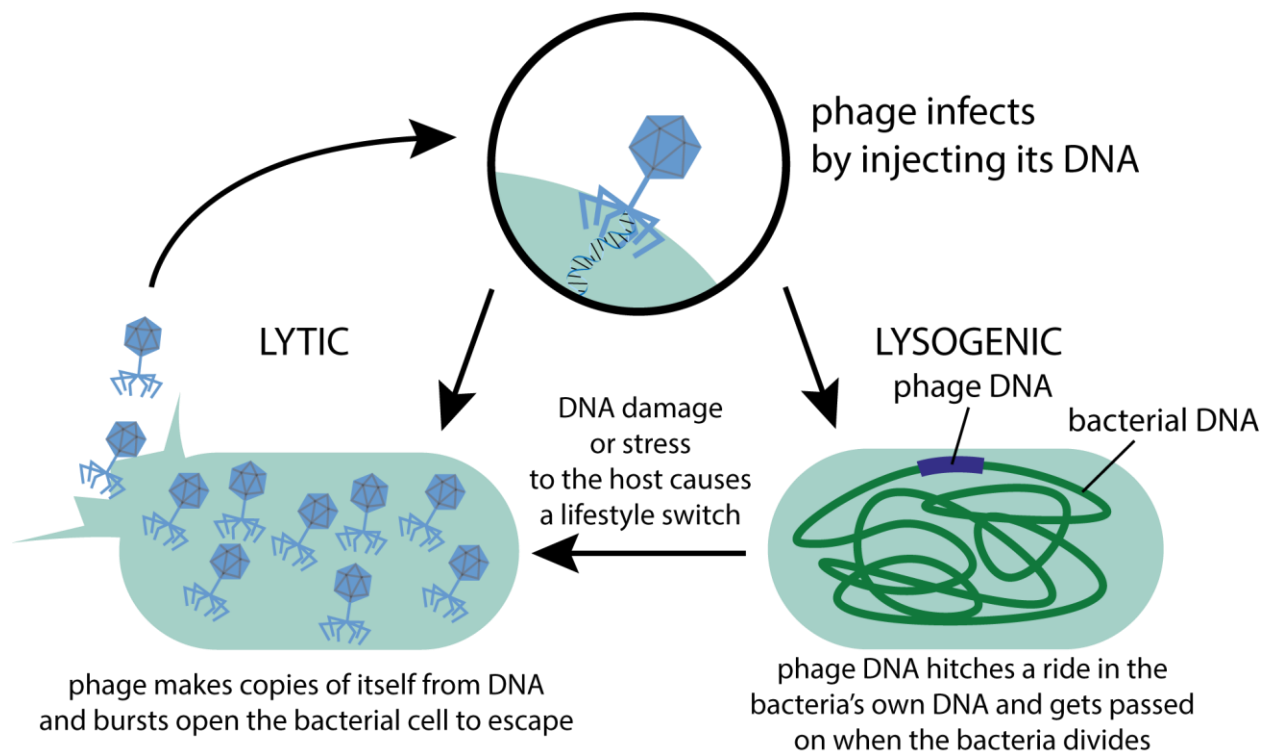 phage infects
by injecting its DNA
LYTIC
LYSOGENIC
phage DNA
bacterial DNA
DNA damage
or stress
to the host causes
a lifestyle switch
phage makes copies of itself from DNA
and bursts open the bacterial cell to escape
phage DNA hitches a ride in the
bacteria's own DNA and gets passed
on when the bacteria divides